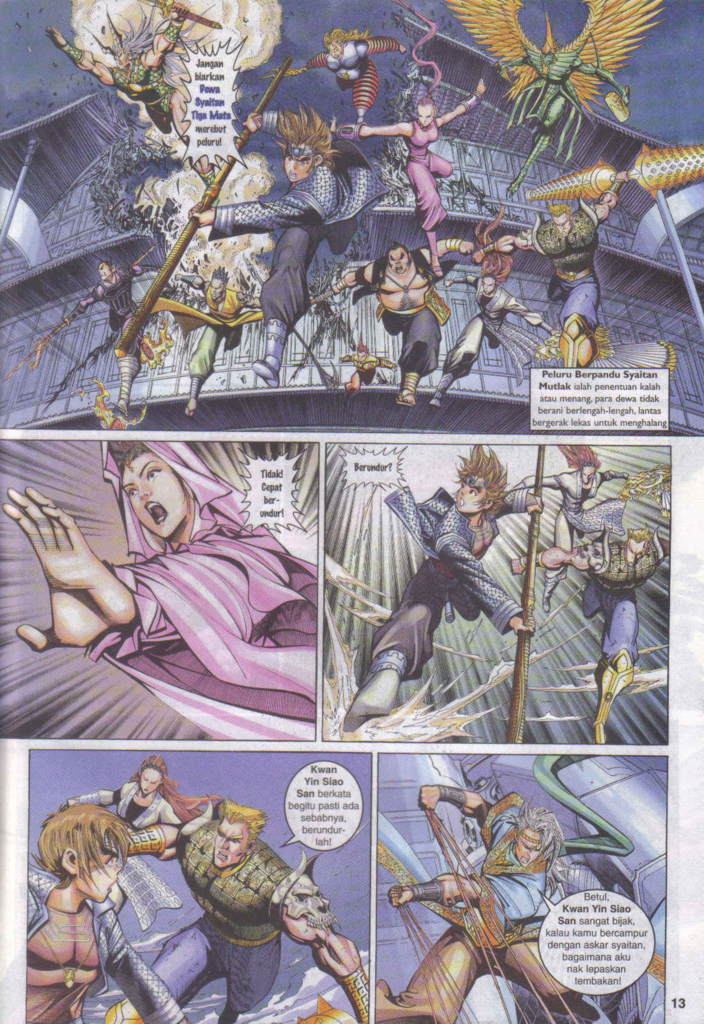 Jangan
biarkan
Dewa
Syaitan
Tiga Mata
merebut
peluru!
Peluru Berpandu Syaitan
Mutlak ialah penentuan kalah
atau menang, para dewa tidak
berani berlengah-lengah, lantas
bergerak lekas untuk menghalang
Tidak!
Cepat
ber-
undur!
Berundur?
Kwan
Yin Siao
San berkata
begitu pasti ada
sebabnya,
berundur-
lah!
Betul,
Kwan Yin Siao
San sangat bijak,
kalau kamu bercampur
dengan askar syaitan,
bagaimana aku
nak lepaskan
tembakan!
13